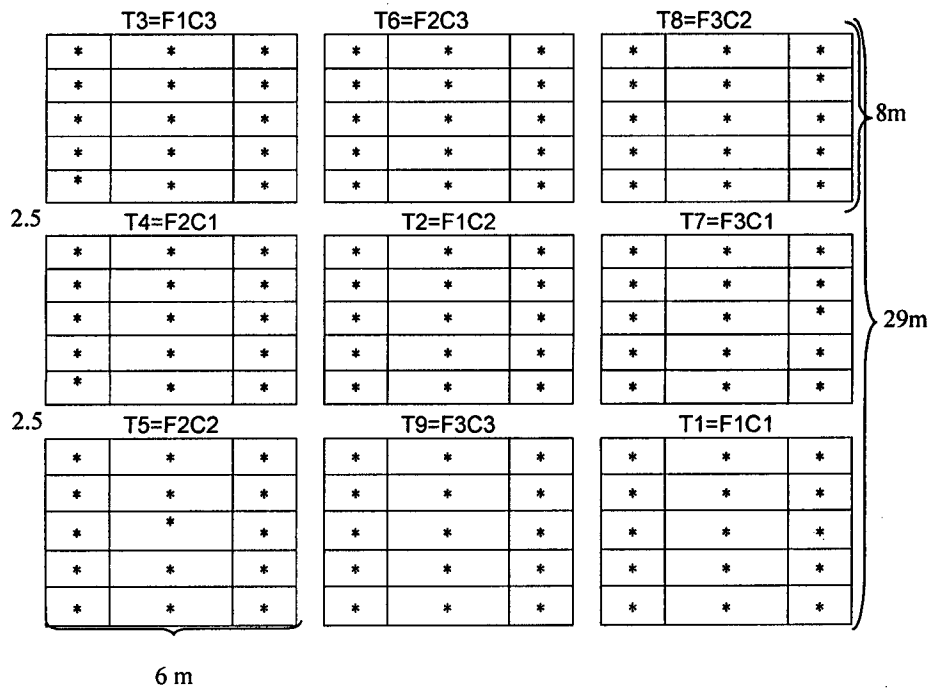 T3=F1C3 T6=F2C3 T8=F3C2
* * * * * * * * *
* * * * * * * * *
* * * * * * * * *
8m
* * * * * * * * *
* * * * * * * * *
2.5 T4=F2C1 T2=F1C2 T7=F3C1
* * * * * * * * *
* * * * * * * * *
* * * * * * * * *
29m
* * * * * * * * *
* * * * * * * * *
2.5 T5=F2C2 T9=F3C3 T1=F1C1
* * * * * * * * *
* * * * * * * * *
* * * * * * * * *
* * * * * * * * *
* * * * * * * * *
6 m